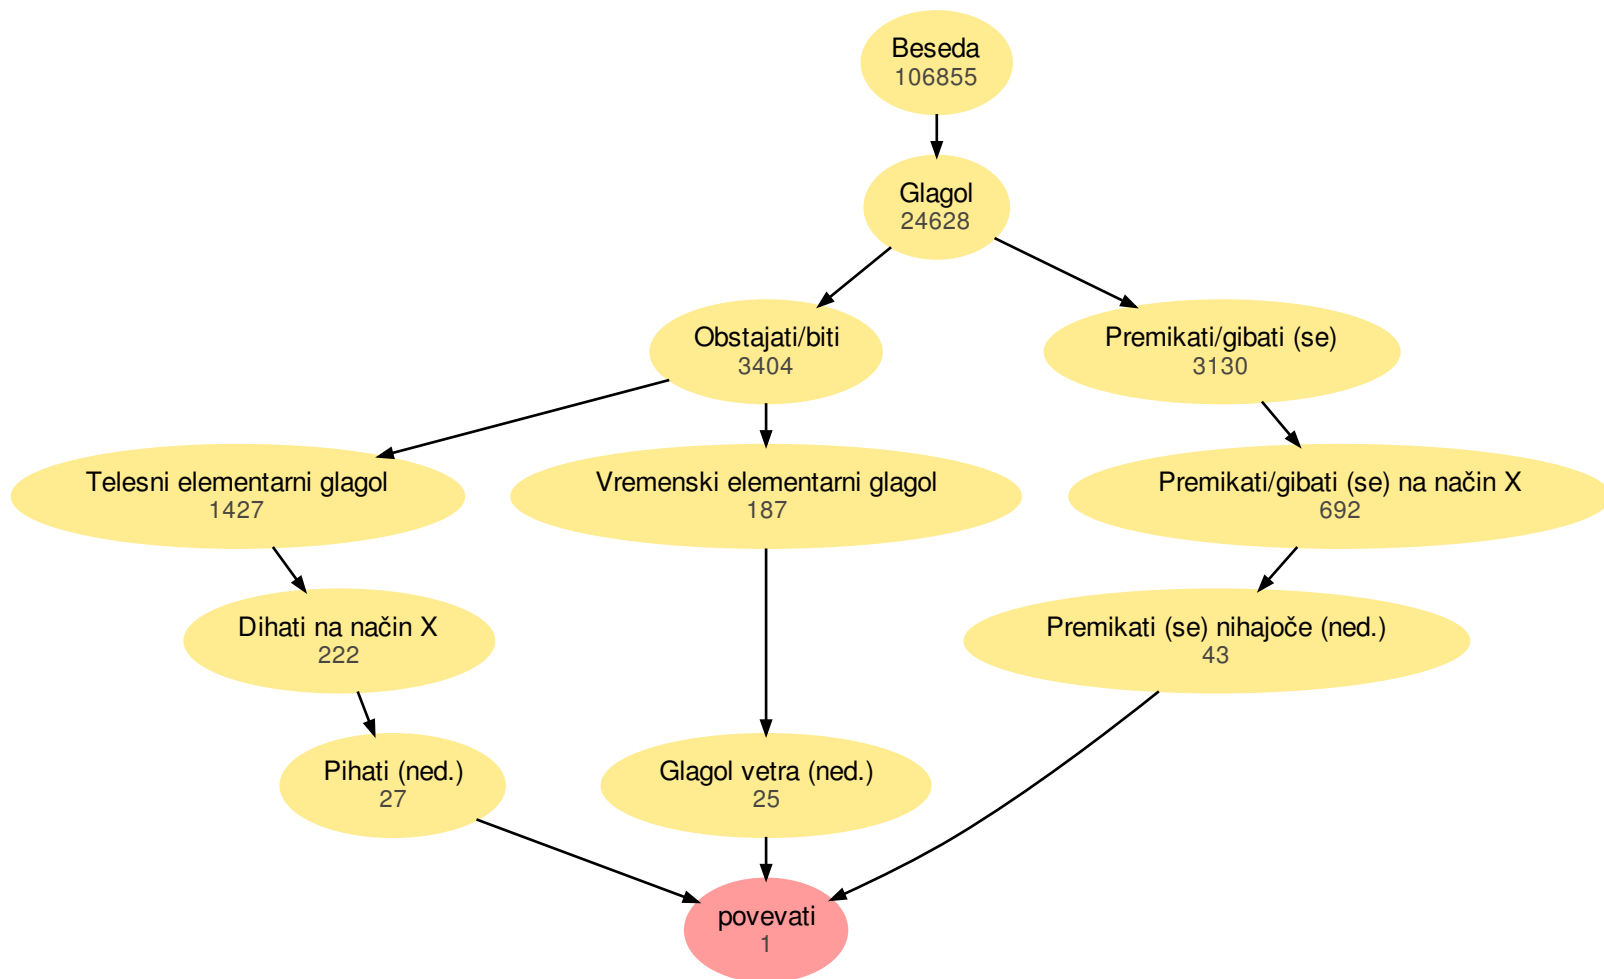 Beseda
106855
Glagol
24628
Obstajati/biti
3404
Premikati/gibati (se)
3130
Telesni elementarni glagol
1427
Vremenski elementarni glagol
187
Premikati/gibati (se) na način X
692
Dihati na način X
222
Premikati (se) nihajoče (ned.)
43
Pihati (ned.)
27
Glagol vetra (ned.)
25
povevati
1